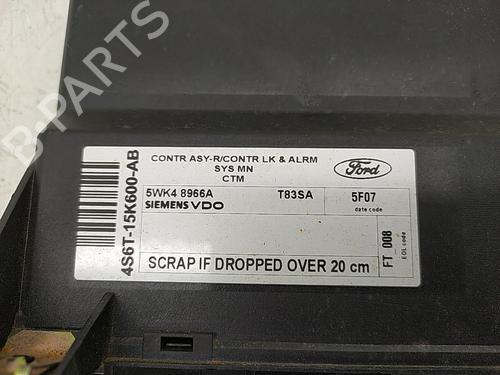 CONTR ASY-R/CONTR LK & ALRM
SYS MN
CTM
Ford
5WK4 8966A T83SA 5F07
SIEMENS VDO date code
4S6T-15K600-AB
FT 008
EOL code
SCRAP IF DROPPED OVER 20 cm
B-PARTS